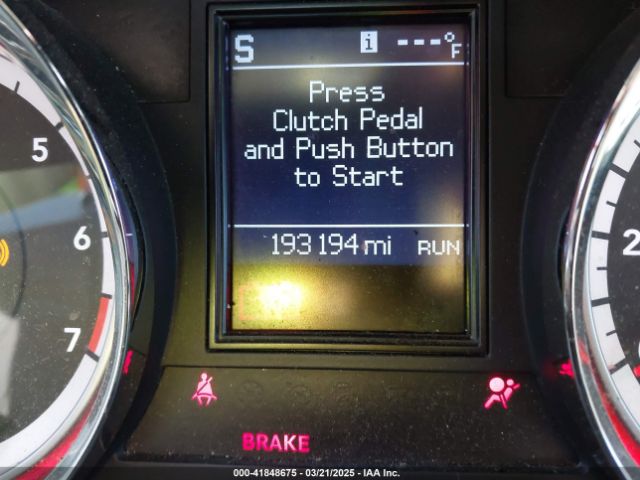 S i ---°F
Press
Clutch Pedal
and Push Button
to Start
193194 mi RUN
5
6
7
2
BRAKE
000-41848675 - 03/21/2025 - IAA Inc.